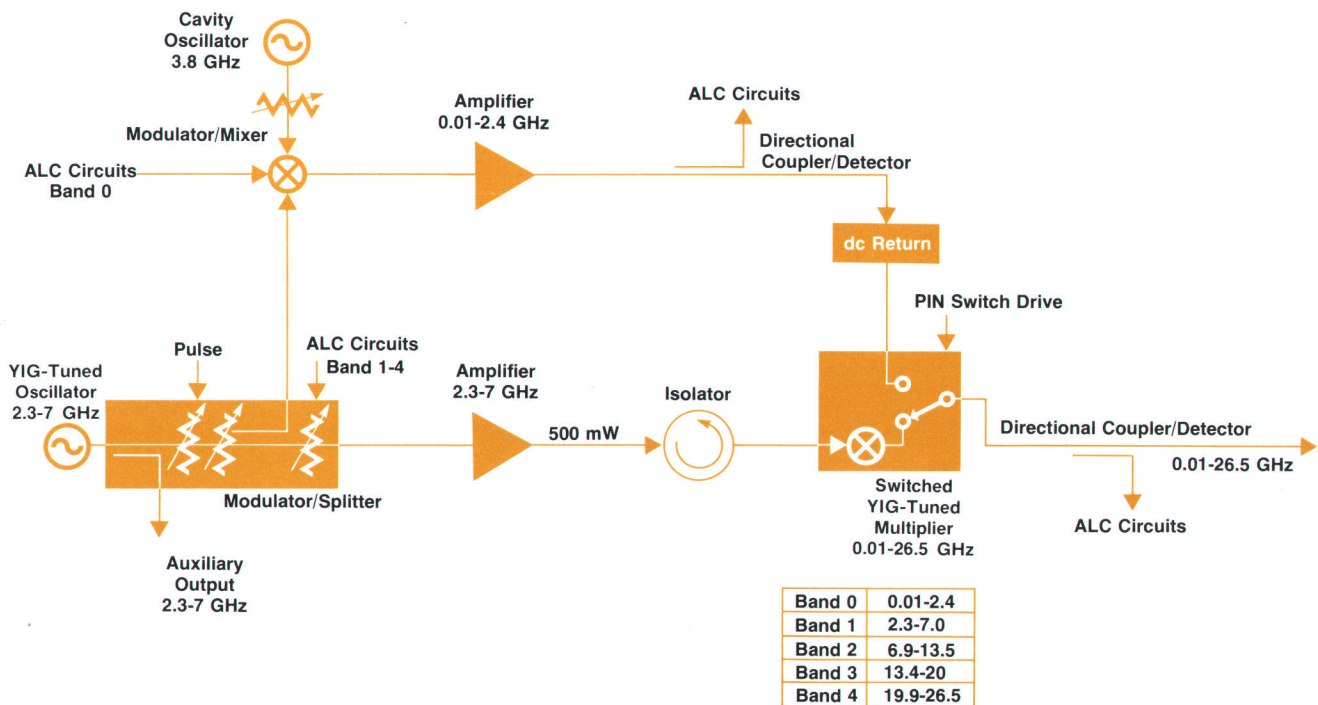 Cavity
Oscillator
3.8 GHz
Modulator/Mixer
ALC Circuits
Band 0
Amplifier
0.01-2.4 GHz
ALC Circuits
Directional
Coupler/Detector
dc Return
PIN Switch Drive
YIG-Tuned
Oscillator
2.3-7 GHz
Pulse
ALC Circuits
Band 1-4
Modulator/Splitter
Auxiliary
Output
2.3-7 GHz
Amplifier
2.3-7 GHz
500 mW
Isolator
Switched
YIG-Tuned
Multiplier
0.01-26.5 GHz
Directional Coupler/Detector
0.01-26.5 GHz
ALC Circuits
Band 0 0.01-2.4
Band 1 2.3-7.0
Band 2 6.9-13.5
Band 3 13.4-20
Band 4 19.9-26.5